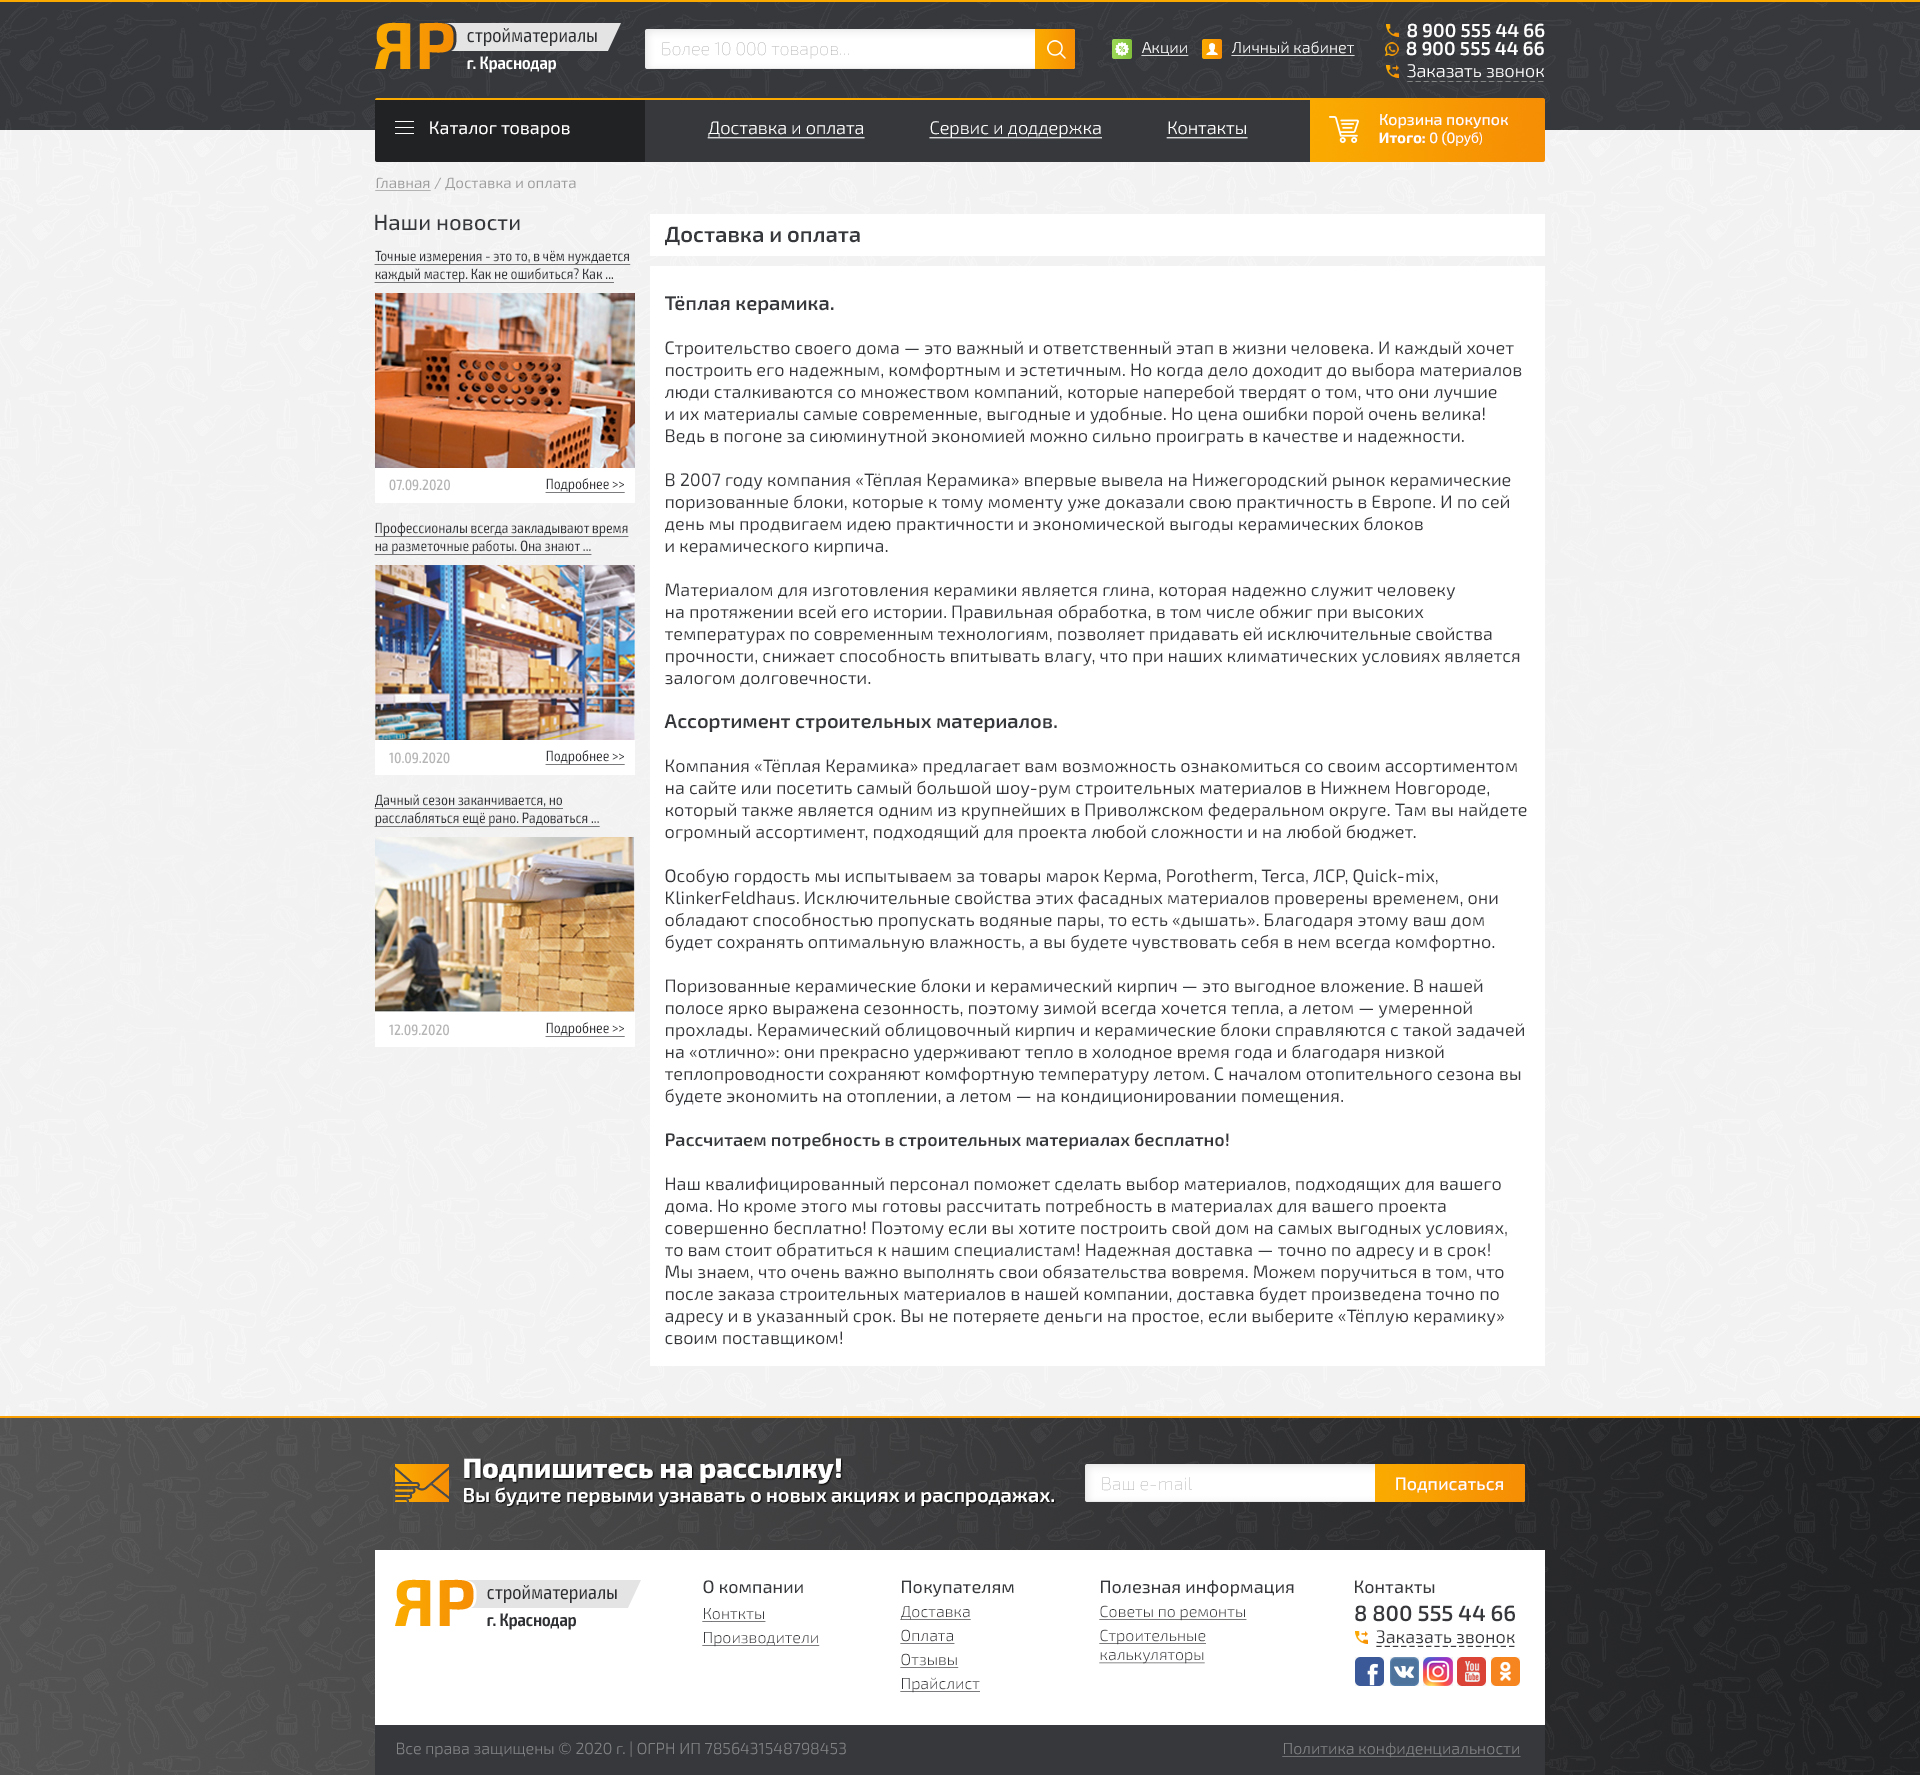 ЯР стройматериалы
г. Краснодар
Более 10 000 товаров...
Акции
Личный кабинет
8 900 555 44 66
8 900 555 44 66
Заказать звонок
Каталог товаров
Доставка и оплата
Сервис и доддержка
Контакты
Корзина покупок
Итого: 0 (0руб)
Главная / Доставка и оплата
Наши новости
Точные измерения - это то, в чём нуждается
каждый мастер. Как не ошибиться? Как ...
07.09.2020
Подробнее >>
Профессионалы всегда закладывают время
на разметочные работы. Она знают ...
10.09.2020
Подробнее >>
Дачный сезон заканчивается, но
расслабляться ещё рано. Радоваться ...
12.09.2020
Подробнее >>
Доставка и оплата
Тёплая керамика.
Строительство своего дома — это важный и ответственный этап в жизни человека. И каждый хочет
построить его надежным, комфортным и эстетичным. Но когда дело доходит до выбора материалов
люди сталкиваются со множеством компаний, которые наперебой твердят о том, что они лучшие
и их материалы самые современные, выгодные и удобные. Но цена ошибки порой очень велика!
Ведь в погоне за сиюминутной экономией можно сильно проиграть в качестве и надежности.
В 2007 году компания «Тёплая Керамика» впервые вывела на Нижегородский рынок керамические
поризованные блоки, которые к тому моменту уже доказали свою практичность в Европе. И по сей
день мы продвигаем идею практичности и экономической выгоды керамических блоков
и керамического кирпича.
Материалом для изготовления керамики является глина, которая надежно служит человеку
на протяжении всей его истории. Правильная обработка, в том числе обжиг при высоких
температурах по современным технологиям, позволяет придавать ей исключительные свойства
прочности, снижает способность впитывать влагу, что при наших климатических условиях является
залогом долговечности.
Ассортимент строительных материалов.
Компания «Тёплая Керамика» предлагает вам возможность ознакомиться со своим ассортиментом
на сайте или посетить самый большой шоу-рум строительных материалов в Нижнем Новгороде,
который также является одним из крупнейших в Приволжском федеральном округе. Там вы найдете
огромный ассортимент, подходящий для проекта любой сложности и на любой бюджет.
Особую гордость мы испытываем за товары марок Керма, Porotherm, Terca, ЛСР, Quick-mix,
KlinkerFeldhaus. Исключительные свойства этих фасадных материалов проверены временем, они
обладают способностью пропускать водяные пары, то есть «дышать». Благодаря этому ваш дом
будет сохранять оптимальную влажность, а вы будете чувствовать себя в нем всегда комфортно.
Поризованные керамические блоки и керамический кирпич — это выгодное вложение. В нашей
полосе ярко выражена сезонность, поэтому зимой всегда хочется тепла, а летом — умеренной
прохлады. Керамический облицовочный кирпич и керамические блоки справляются с такой задачей
на «отлично»: они прекрасно удерживают тепло в холодное время года и благодаря низкой
теплопроводности сохраняют комфортную температуру летом. С началом отопительного сезона вы
будете экономить на отоплении, а летом — на кондиционировании помещения.
Рассчитаем потребность в строительных материалах бесплатно!
Наш квалифицированный персонал поможет сделать выбор материалов, подходящих для вашего
дома. Но кроме этого мы готовы рассчитать потребность в материалах для вашего проекта
совершенно бесплатно! Поэтому если вы хотите построить свой дом на самых выгодных условиях,
то вам стоит обратиться к нашим специалистам! Надежная доставка — точно по адресу и в срок!
Мы знаем, что очень важно выполнять свои обязательства вовремя. Можем поручиться в том, что
после заказа строительных материалов в нашей компании, доставка будет произведена точно по
адресу и в указанный срок. Вы не потеряете деньги на простое, если выберите «Тёплую керамику»
своим поставщиком!
Подпишитесь на рассылку!
Вы будите первыми узнавать о новых акциях и распродажах.
Ваш e-mail
Подписаться
ЯР стройматериалы
г. Краснодар
О компании
Конткты
Производители
Покупателям
Доставка
Оплата
Отзывы
Прайслист
Полезная информация
Советы по ремонты
Строительные
калькуляторы
Контакты
8 800 555 44 66
Заказать звонок
You
Tube
Все права защищены © 2020 г. | ОГРН ИП 7856431548798453
Политика конфиденциальности